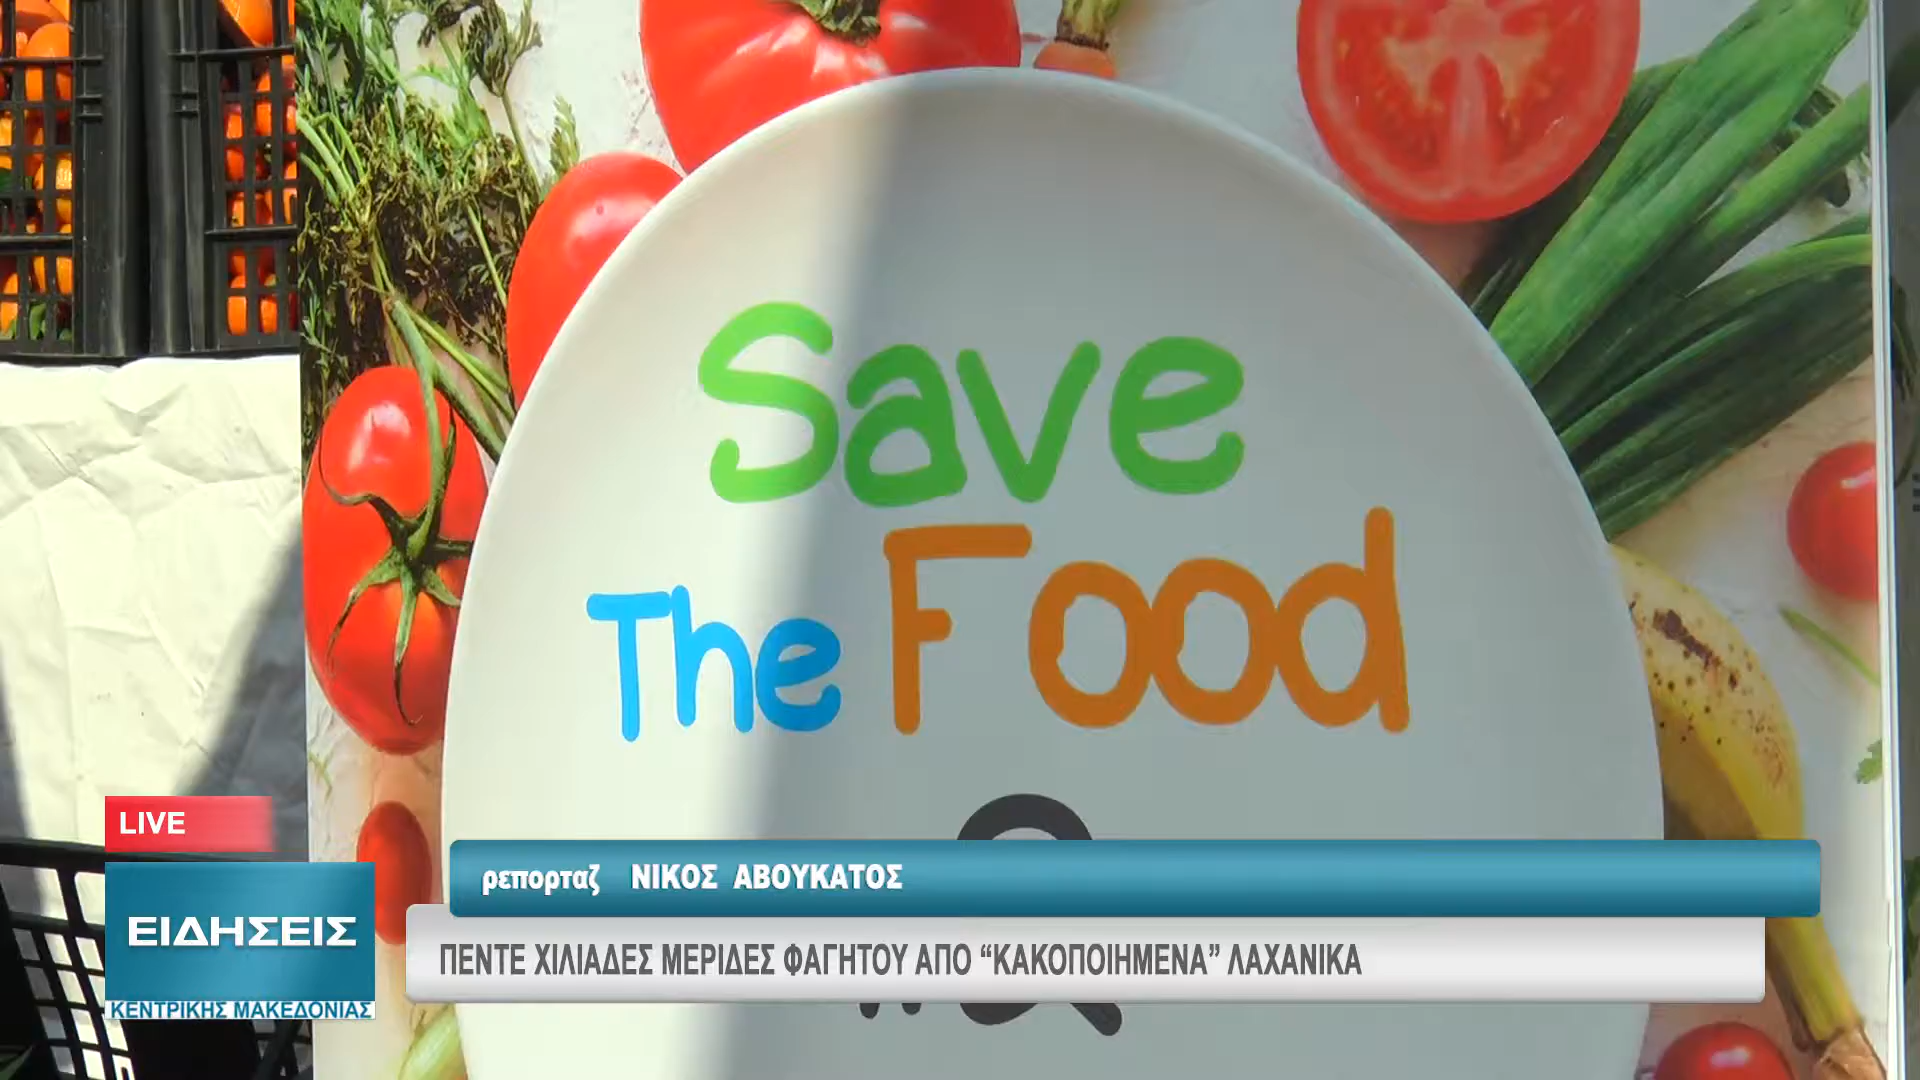 Save
The Food
LIVE
ρεπορταζ ΝΙΚΟΣ ΑΒΟΥΚΑΤΟΣ
ΕΙΔΗΣΕΙΣ
ΠΕΝΤΕ ΧΙΛΙΑΔΕΣ ΜΕΡΙΔΕΣ ΦΑΓΗΤΟΥ ΑΠΟ “ΚΑΚΟΠΟΙΗΜΕΝΑ” ΛΑΧΑΝΙΚΑ
ΚΕΝΤΡΙΚΗΣ ΜΑΚΕΔΟΝΙΑΣ